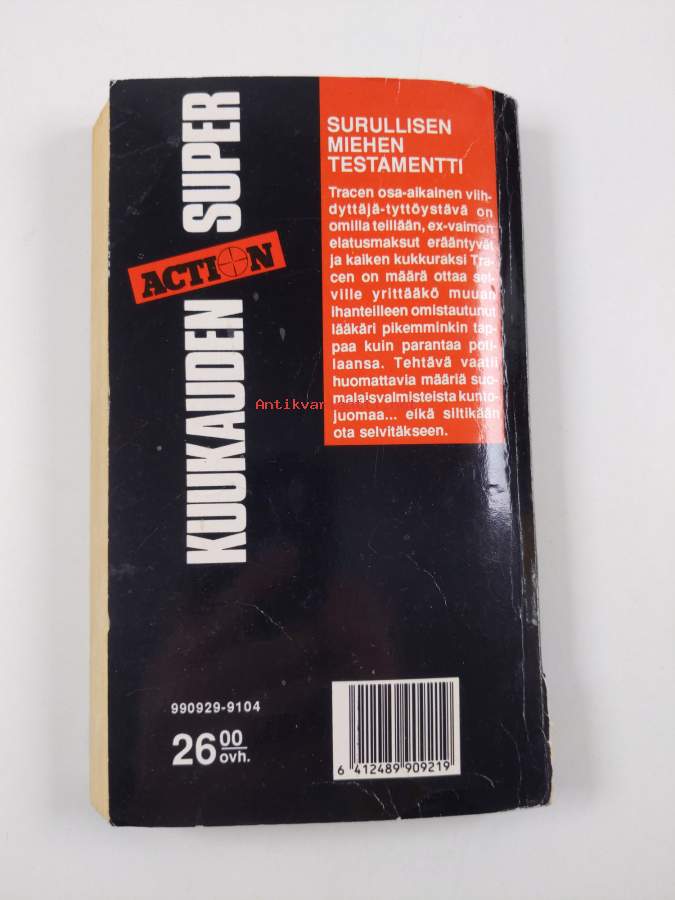 KUUKAUDEN SUPER
ACTION
SURULLISEN
MIEHEN
TESTAMENTTI
Tracen osa-aikainen viih-
dyttäjä-tyttöystävä on
omilla teillään, ex-vaimon
elatusmaksut erääntyvät
ja kaiken kukkuraksi Tra-
cen on määrä ottaa sel-
ville yrittääkö muuan
ihanteilleen omistautunut
lääkäri pikemminkin tap-
paa kuin parantaa poti-
laansa. Tehtävä vaatii
huomattavia määriä suo-
malaisvalmisteista kunto-
juomaa... eikä siltikään
ota selvitäkseen.
990929-9104
26 00
ovh.
6 412489 909219